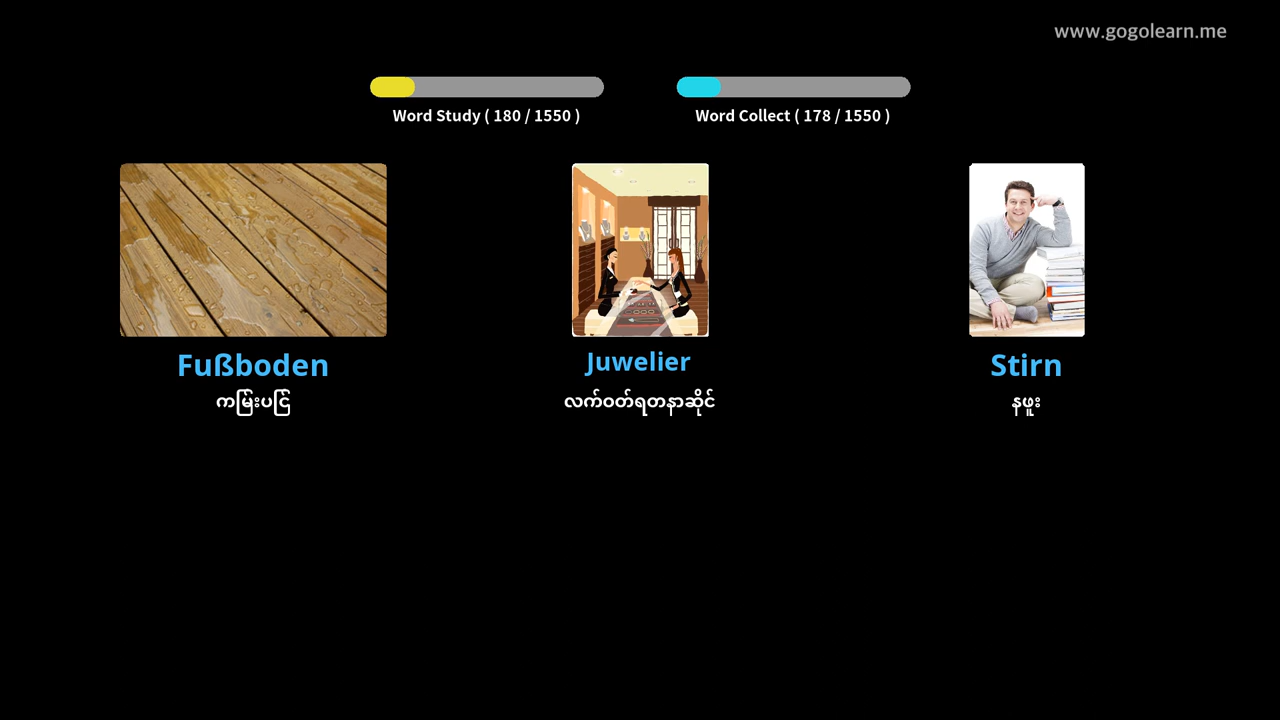 www.gogolearn.me
Word Study ( 180 / 1550 )
Word Collect ( 178 / 1550 )
Fußboden
Juwelier
Stirn
ကမ်ြးပငြ်
လက်ဝတ်ရတနာဆိုင်
နဖူး